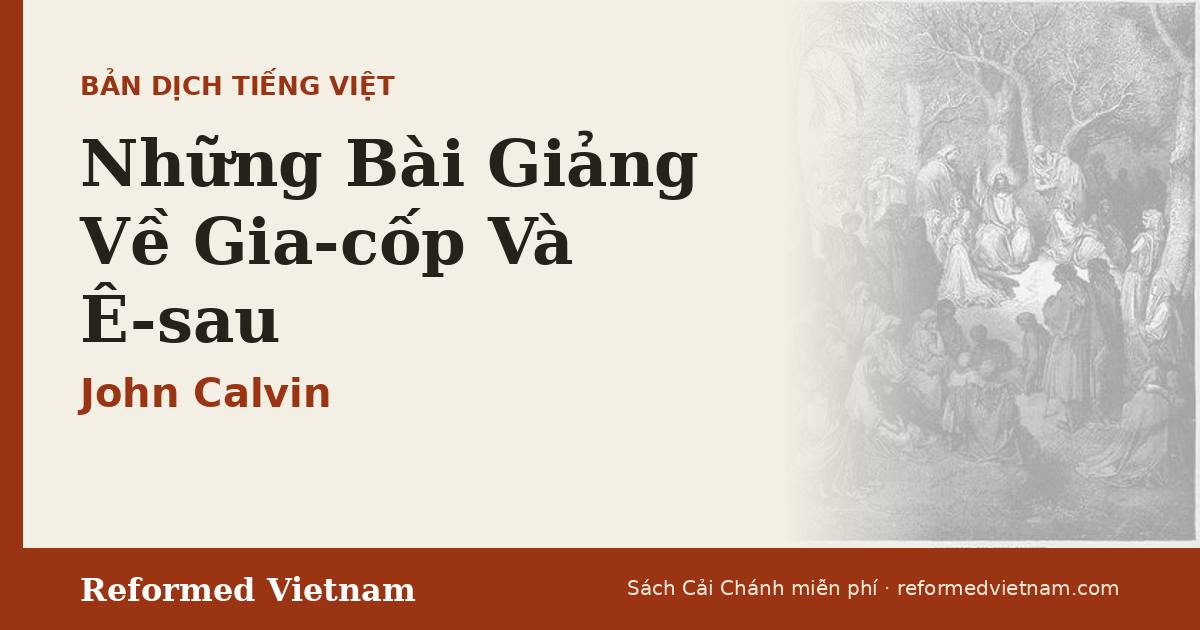 BẢN DỊCH TIẾNG VIỆT
Những Bài Giảng
Về Gia-cốp Và
Ê-sau
John Calvin
Reformed Vietnam
Sách Cải Chánh miễn phí · reformedvietnam.com